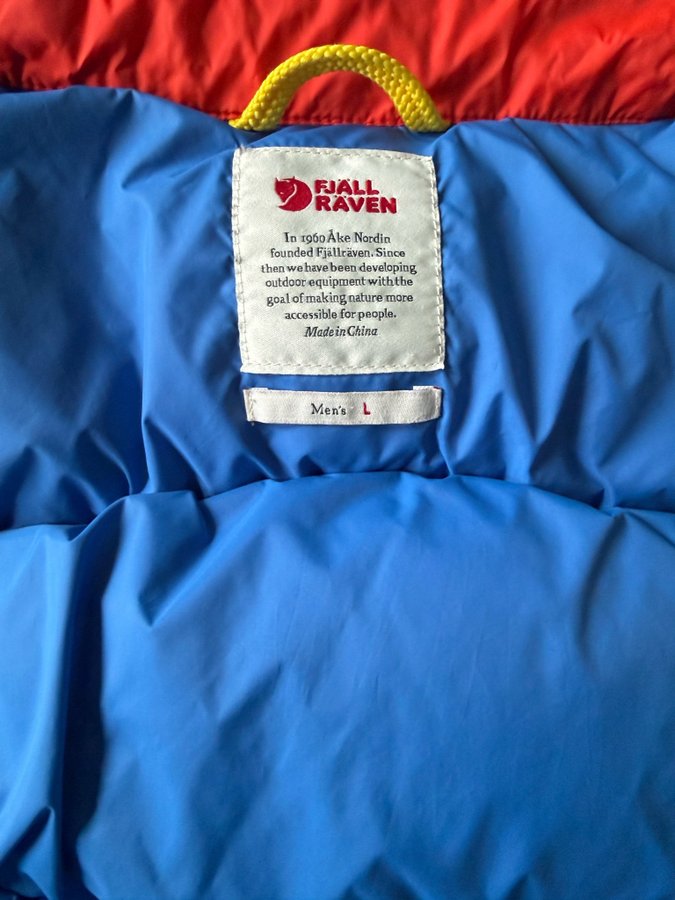 FJÄLL
RÄVEN
In 1960 Åke Nordin
founded Fjällräven. Since
then we have been developing
outdoor equipment with the
goal of making nature more
accessible for people.
Made in China
Men's L